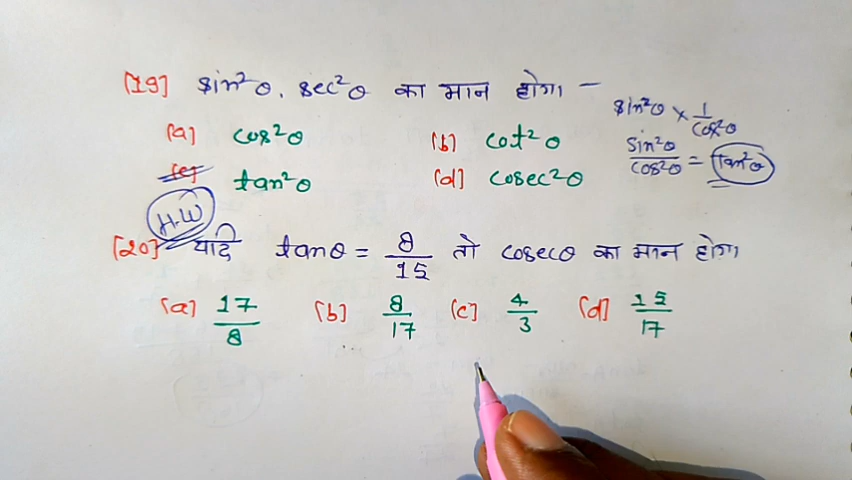 [19] sin²θ . sec²θ का मान होगा −
sin²θ × 1/cos²θ
sin²θ/cos²θ = tan²θ
[a] cos²θ [b] cot²θ
[c] tan²θ [d] cosec²θ
H.W
[20] यदि tanθ = 8/15 तो cosecθ का मान होगा
[a] 17/8 [b] 8/17 [c] 4/3 [d] 15/17